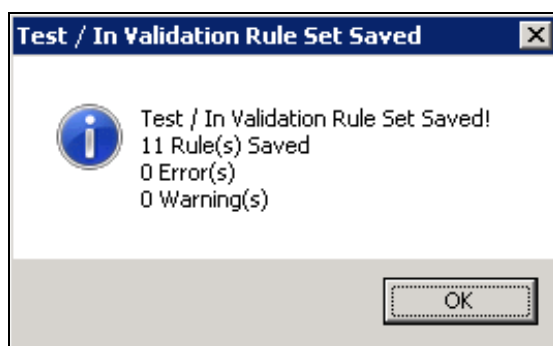 Test / In Validation Rule Set Saved
Test / In Validation Rule Set Saved!
11 Rule(s) Saved
0 Error(s)
0 Warning(s)
OK